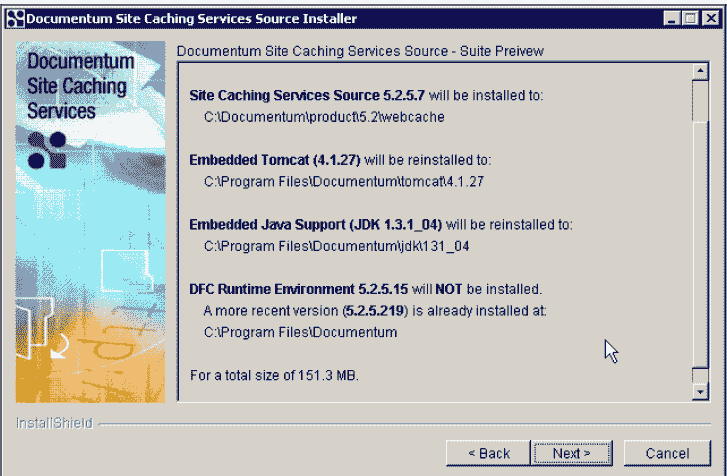 Documentum Site Caching Services Source Installer
Documentum
Site Caching
Services
Documentum Site Caching Services Source - Suite Preivew
Site Caching Services Source 5.2.5.7 will be installed to:
C:\Documentum\product\5.2\webcache
Embedded Tomcat (4.1.27) will be reinstalled to:
C:\Program Files\Documentum\tomcat\4.1.27
Embedded Java Support (JDK 1.3.1_04) will be reinstalled to:
C:\Program Files\Documentum\jdk\131_04
DFC Runtime Environment 5.2.5.15 will NOT be installed.
A more recent version (5.2.5.219) is already installed at:
C:\Program Files\Documentum
For a total size of 151.3 MB.
InstallShield
< Back
Next >
Cancel